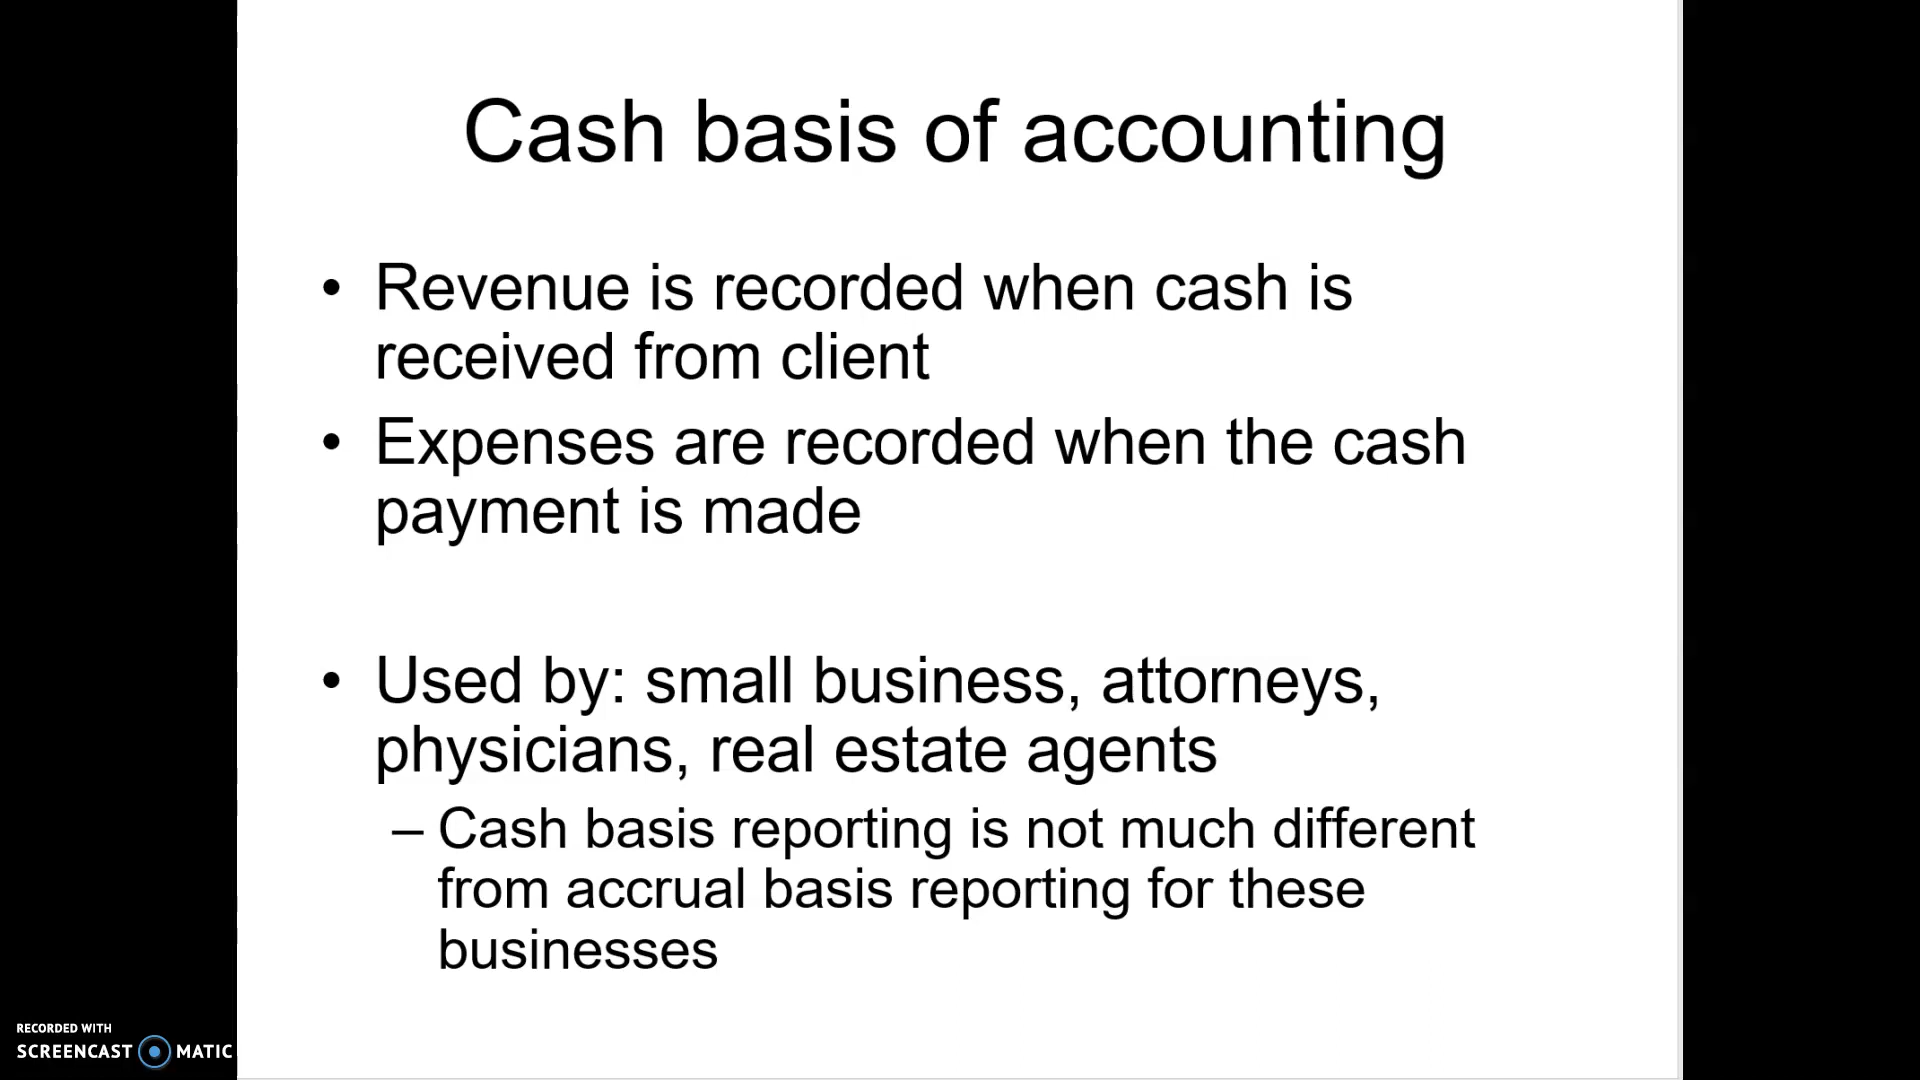 Cash basis of accounting
• Revenue is recorded when cash is
received from client
• Expenses are recorded when the cash
payment is made
• Used by: small business, attorneys,
physicians, real estate agents
– Cash basis reporting is not much different
from accrual basis reporting for these
businesses
RECORDED WITH
SCREENCAST MATIC